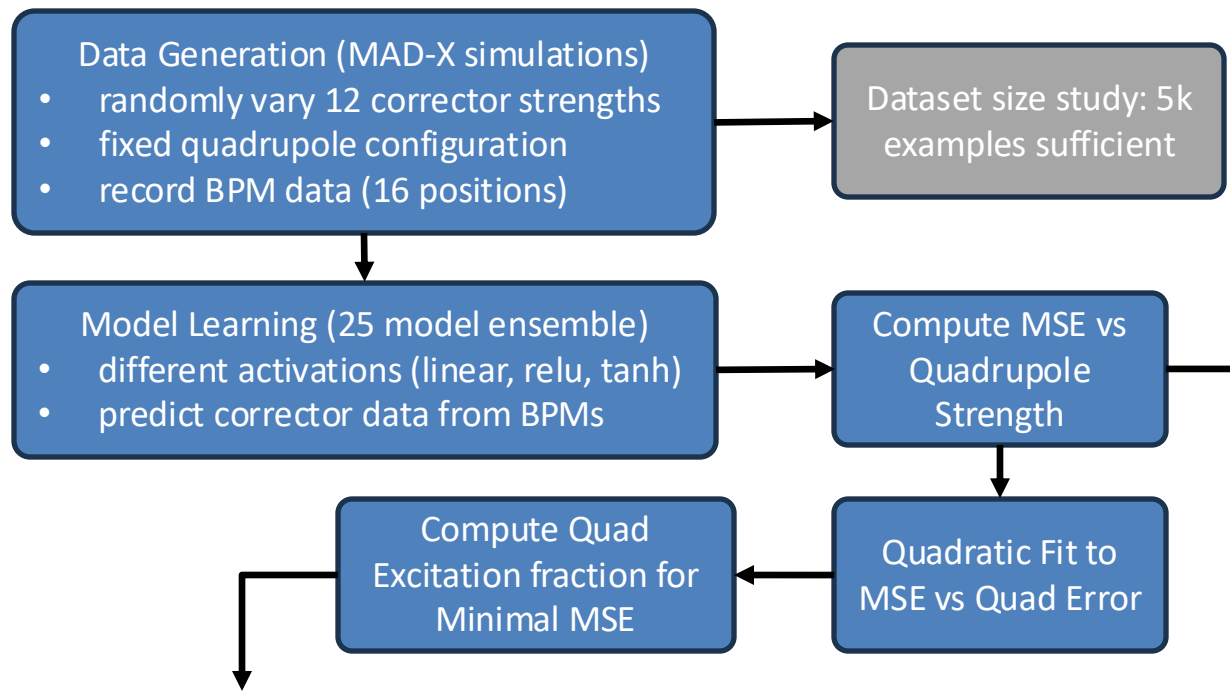 Data Generation (MAD-X simulations)
• randomly vary 12 corrector strengths
• fixed quadrupole configuration
• record BPM data (16 positions)
Dataset size study: 5k
examples sufficient
Model Learning (25 model ensemble)
• different activations (linear, relu, tanh)
• predict corrector data from BPMs
Compute MSE vs
Quadrupole
Strength
Quadratic Fit to
MSE vs Quad Error
Compute Quad
Excitation fraction for
Minimal MSE